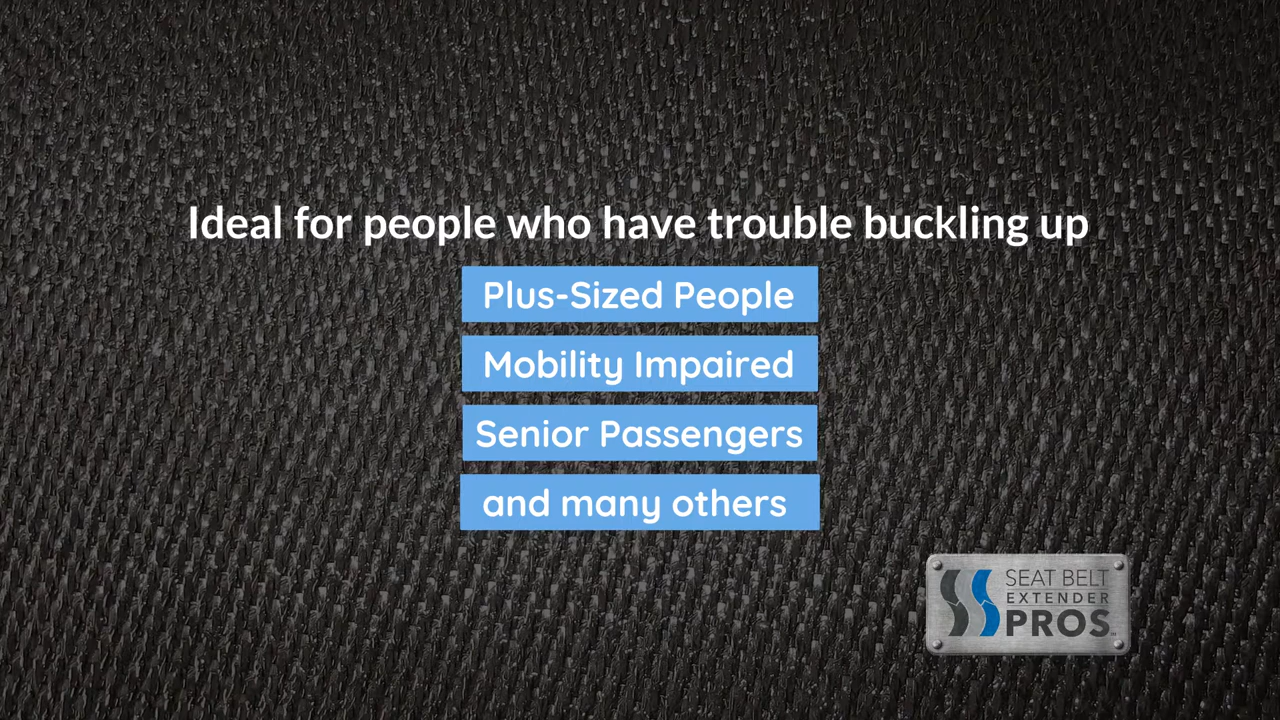 Ideal for people who have trouble buckling up
Plus-Sized People
Mobility Impaired
Senior Passengers
and many others
SEAT BELT
EXTENDER
PROS